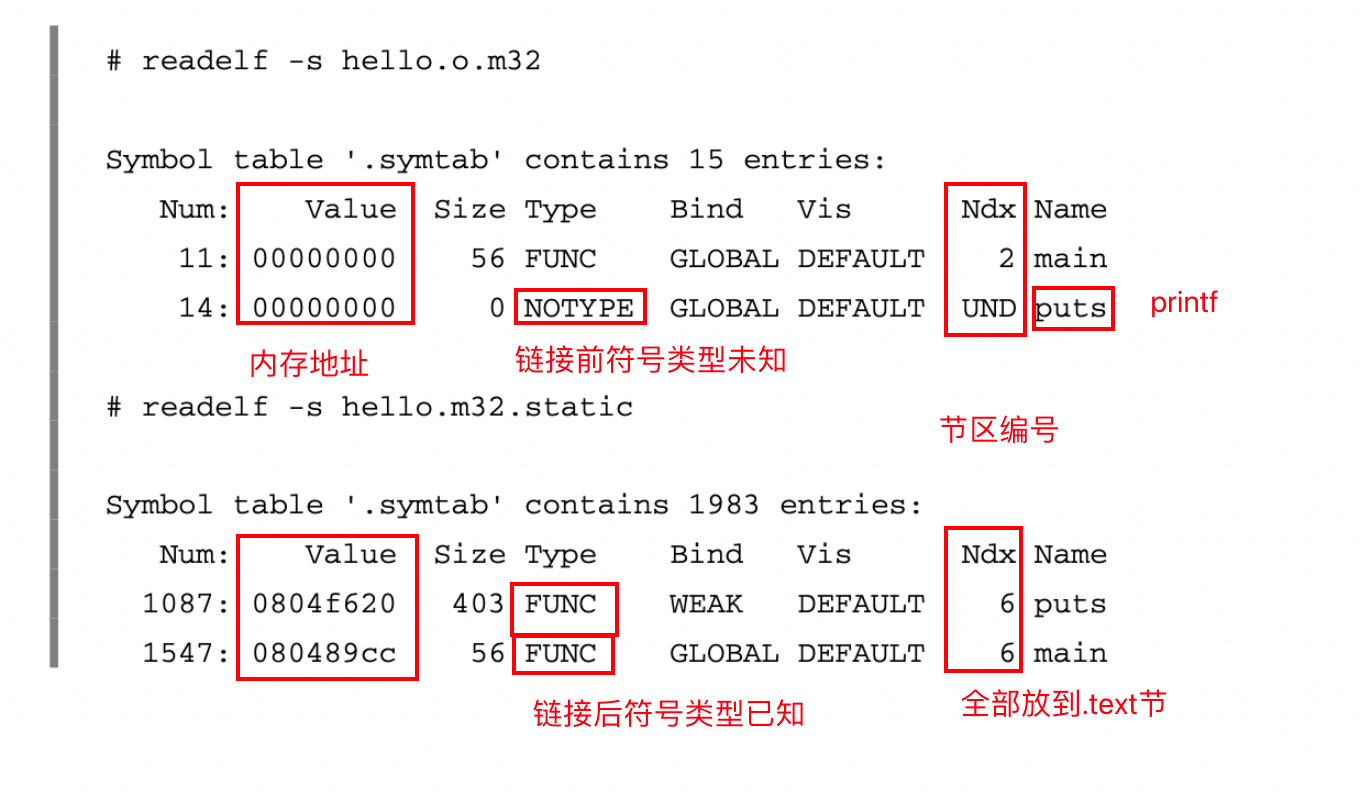 # readelf -s hello.o.m32
Symbol table '.symtab' contains 15 entries:
Num: Value Size Type Bind Vis Ndx Name
11: 00000000 56 FUNC GLOBAL DEFAULT 2 main
14: 00000000 0 NOTYPE GLOBAL DEFAULT UND puts printf
内存地址 链接前符号类型未知
# readelf -s hello.m32.static
节区编号
Symbol table '.symtab' contains 1983 entries:
Num: Value Size Type Bind Vis Ndx Name
1087: 0804f620 403 FUNC WEAK DEFAULT 6 puts
1547: 080489cc 56 FUNC GLOBAL DEFAULT 6 main
链接后符号类型已知 全部放到.text节